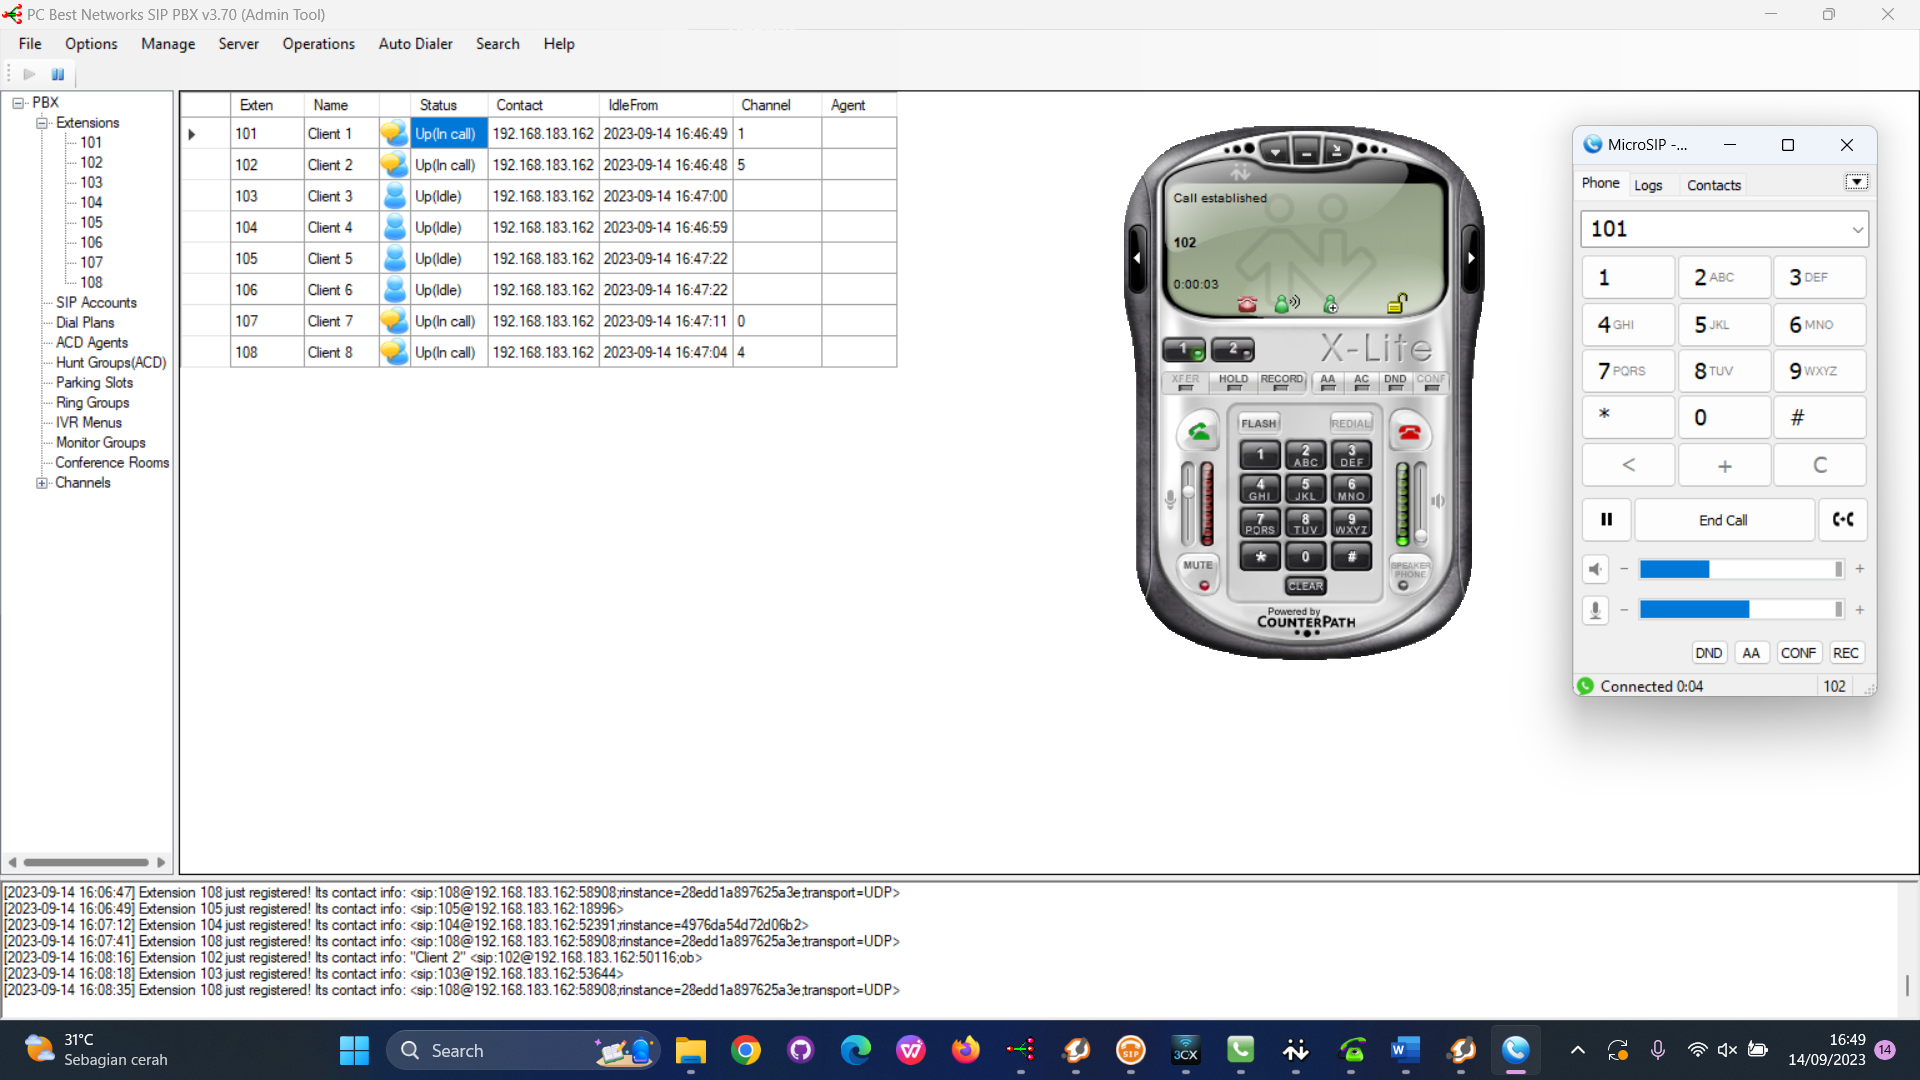 PC Best Networks SIP PBX v3.70 (Admin Tool)
File Options Manage Server Operations Auto Dialer Search Help
PBX
Extensions
101
102
103
104
105
106
107
108
SIP Accounts
Dial Plans
ACD Agents
Hunt Groups(ACD)
Parking Slots
Ring Groups
IVR Menus
Monitor Groups
Conference Rooms
Channels
Exten Name Status Contact IdleFrom Channel Agent
101 Client 1 Up(In call) 192.168.183.162 2023-09-14 16:46:49 1
102 Client 2 Up(In call) 192.168.183.162 2023-09-14 16:46:48 5
103 Client 3 Up(Idle) 192.168.183.162 2023-09-14 16:47:00
104 Client 4 Up(Idle) 192.168.183.162 2023-09-14 16:46:59
105 Client 5 Up(Idle) 192.168.183.162 2023-09-14 16:47:22
106 Client 6 Up(Idle) 192.168.183.162 2023-09-14 16:47:22
107 Client 7 Up(In call) 192.168.183.162 2023-09-14 16:47:11 0
108 Client 8 Up(In call) 192.168.183.162 2023-09-14 16:47:04 4
Call established
102
0:00:03
X-Lite
1 2
XFER HOLD RECORD AA AC DND CONF
FLASH REDIAL
1 2 ABC 3 DEF
4 GHI 5 JKL 6 MNO
7 PQRS 8 TUV 9 WXYZ
* 0 #
MUTE
SPEAKER PHONE
CLEAR
Powered by
COUNTERPATH
MicroSIP -...
Phone Logs Contacts
101
1 2 ABC 3 DEF
4 GHI 5 JKL 6 MNO
7 PQRS 8 TUV 9 WXYZ
* 0 #
< + C
End Call
− +
− +
DND AA CONF REC
Connected 0:04 102
[2023-09-14 16:06:47] Extension 108 just registered! Its contact info: <sip:108@192.168.183.162:58908;rinstance=28edd1a897625a3e;transport=UDP>
[2023-09-14 16:06:49] Extension 105 just registered! Its contact info: <sip:105@192.168.183.162:18996>
[2023-09-14 16:07:12] Extension 104 just registered! Its contact info: <sip:104@192.168.183.162:52391;rinstance=4976da54d72d06b2>
[2023-09-14 16:07:41] Extension 108 just registered! Its contact info: <sip:108@192.168.183.162:58908;rinstance=28edd1a897625a3e;transport=UDP>
[2023-09-14 16:08:16] Extension 102 just registered! Its contact info: "Client 2" <sip:102@192.168.183.162:50116;ob>
[2023-09-14 16:08:18] Extension 103 just registered! Its contact info: <sip:103@192.168.183.162:53644>
[2023-09-14 16:08:35] Extension 108 just registered! Its contact info: <sip:108@192.168.183.162:58908;rinstance=28edd1a897625a3e;transport=UDP>
31°C
Sebagian cerah
Search
SIP
3CX
16:49
14/09/2023
14